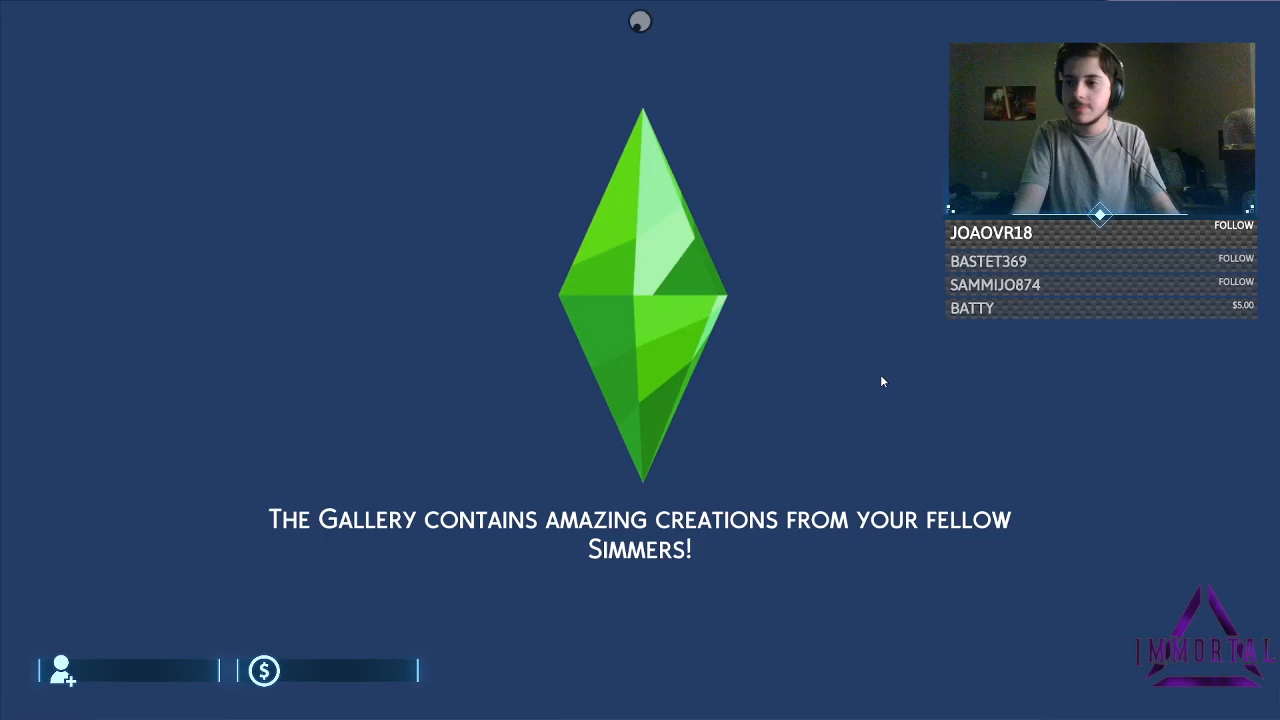 JOAOVR18 FOLLOW
BASTET369 FOLLOW
SAMMIJO874 FOLLOW
BATTY $5.00
The Gallery contains amazing creations from your fellow
Simmers!
IMMORTAL